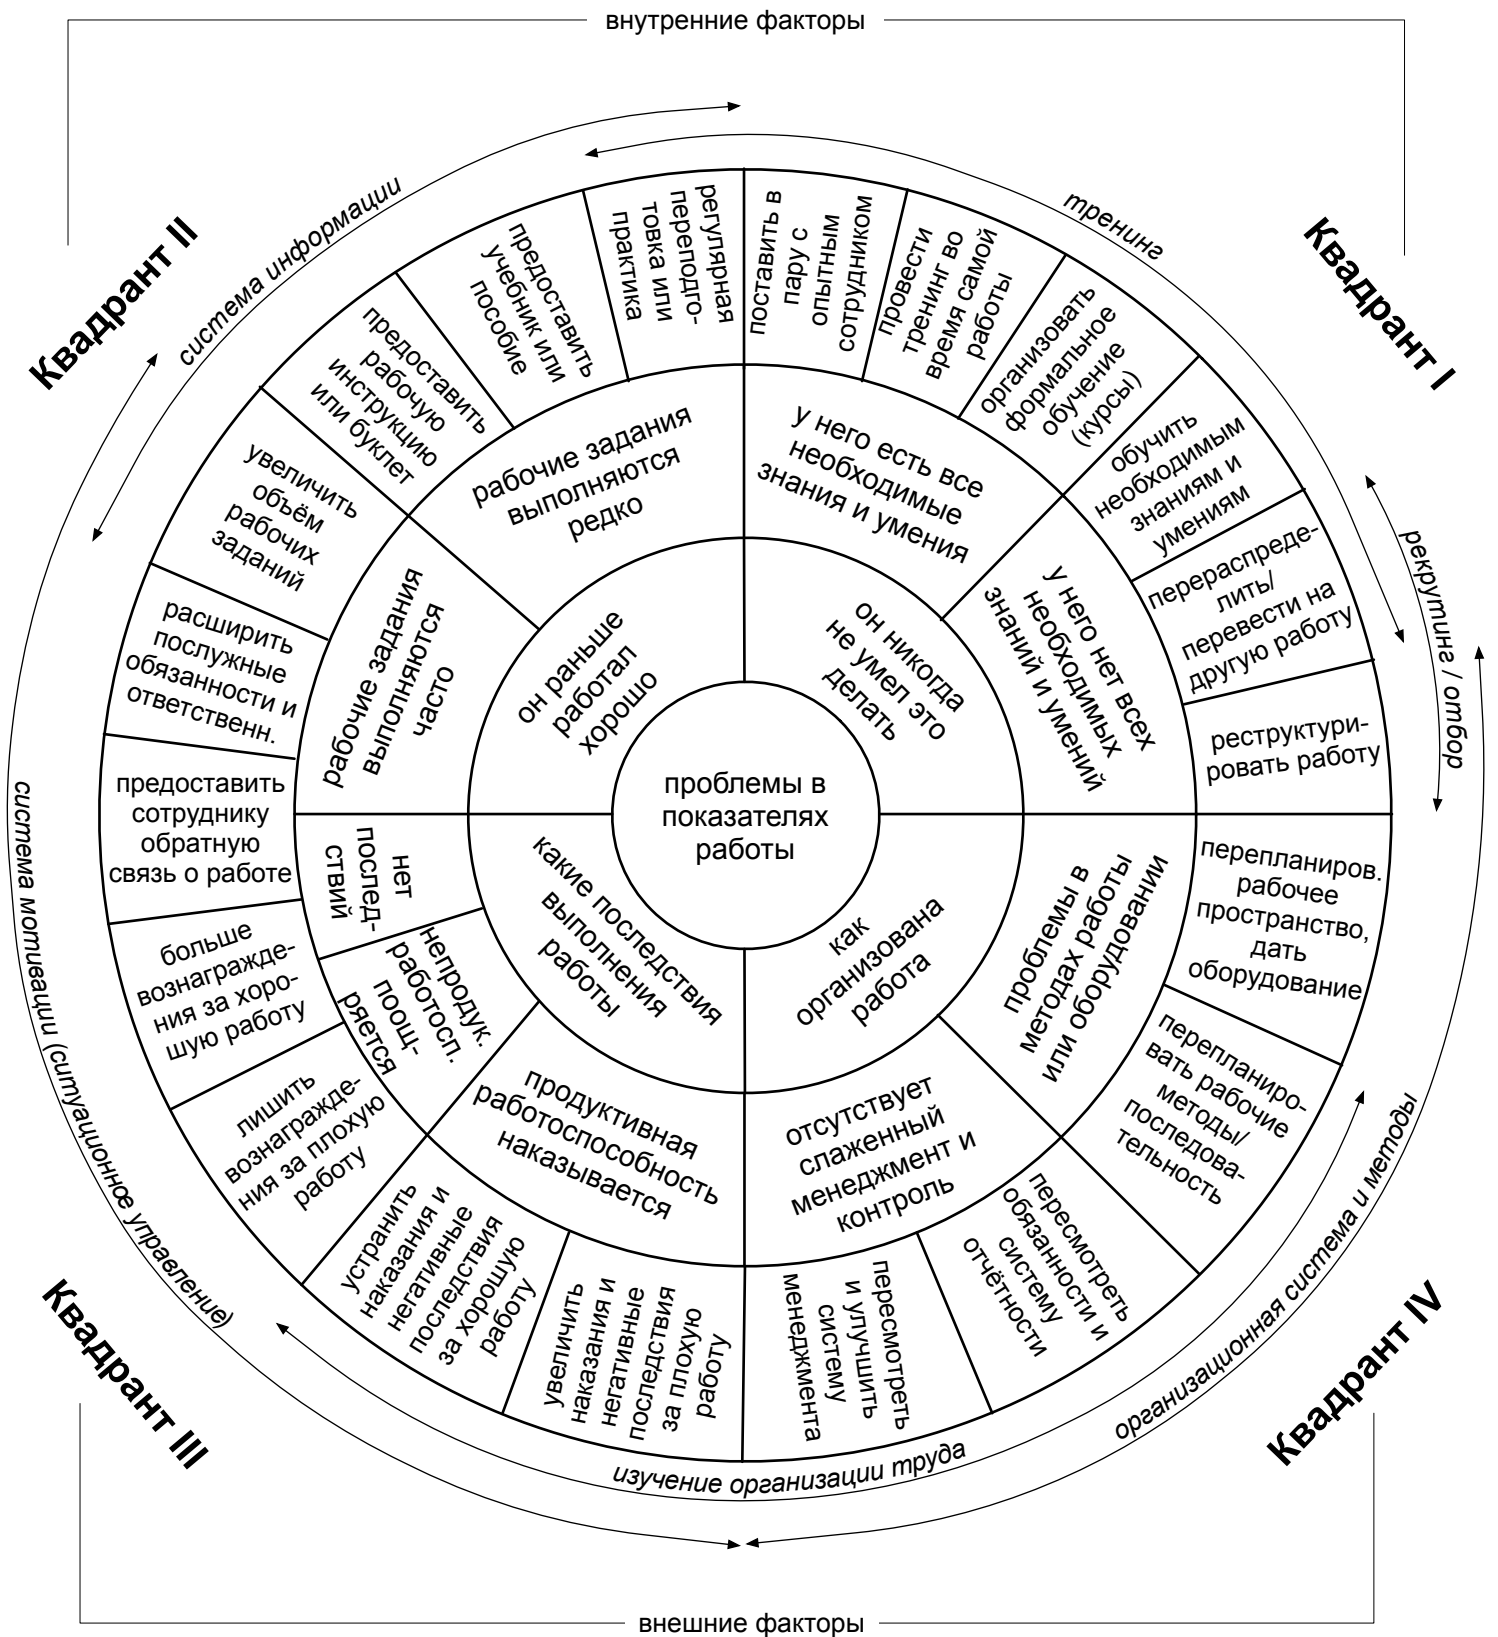 внутренние факторы
Квадрант II
Квадрант I
система информации
тренинг
рекрутинг / отбор
организационная система и методы
изучение организации труда
система мотивации (ситуационное управление)
проблемы в
показателях
работы
он никогда
не умел это
делать
у него есть все
необходимые
знания и умения
поставить в
пару с
опытным
сотрудником
провести
тренинг во
время самой
работы
организовать
формальное
обучение
(курсы)
у него нет всех
необходимых
знаний и умений
обучить
необходимым
знаниям и
умениям
перераспреде-
лить/
перевести на
другую работу
реструктури-
ровать работу
он раньше
работал
хорошо
рабочие задания
выполняются
редко
регулярная
переподго-
товка или
практика
предоставить
учебник или
пособие
предоставить
рабочую
инструкцию
или буклет
рабочие задания
выполняются
часто
увеличить
объём
рабочих
заданий
расширить
послужные
обязанности и
ответственн.
предоставить
сотруднику
обратную
связь о работе
какие последствия
выполнения
работы
нет
послед-
ствий
непродук.
работосп.
поощ-
ряется
больше
вознагражде-
ния за хоро-
шую работу
лишить
вознагражде-
ния за плохую
работу
продуктивная
работоспособность
наказывается
устранить
наказания и
негативные
последствия
за хорошую
работу
увеличить
наказания и
негативные
последствия
за плохую
работу
как
организована
работа
отсутствует
слаженный
менеджмент и
контроль
пересмотреть
и улучшить
систему
менеджмента
пересмотреть
обязанности и
систему
отчётности
проблемы в
методах работы
или оборудовании
перепланиро-
вать рабочие
методы/
последова-
тельность
перепланиров.
рабочее
пространство,
дать
оборудование
Квадрант III
Квадрант IV
внешние факторы